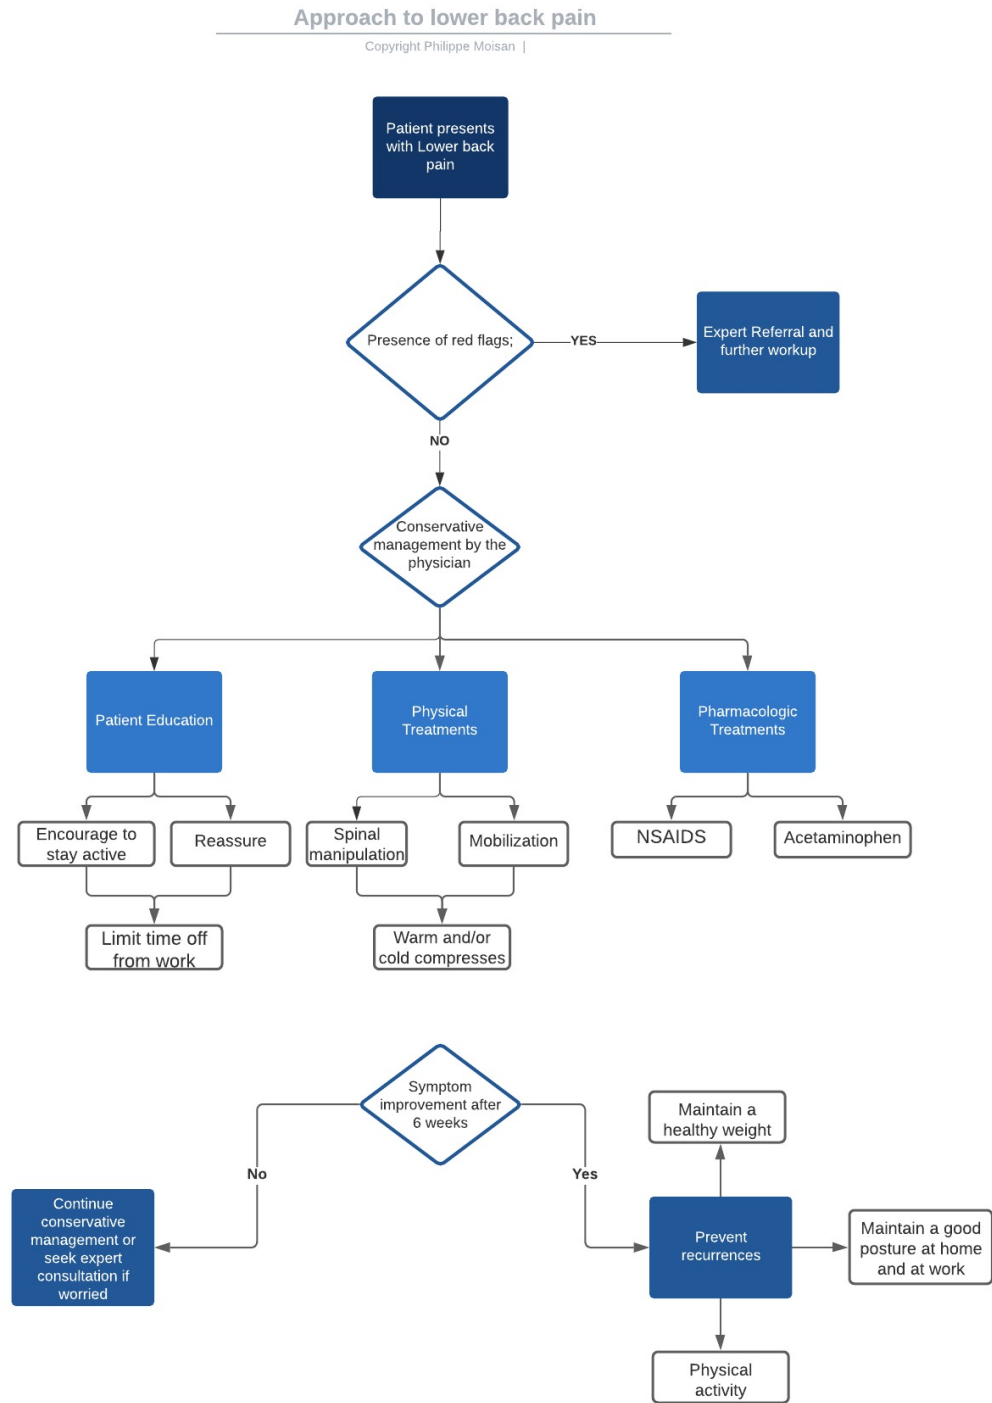 Approach to lower back pain
Copyright Philippe Moisan |
Patient presents
with Lower back
pain
Presence of red flags;
YES
Expert Referral and
further workup
NO
Conservative
management by the
physician
Patient Education
Physical
Treatments
Pharmacologic
Treatments
Encourage to
stay active
Reassure
Spinal
manipulation
Mobilization
NSAIDS
Acetaminophen
Limit time off
from work
Warm and/or
cold compresses
Symptom
improvement after
6 weeks
No
Yes
Continue
conservative
management or
seek expert
consultation if
worried
Maintain a
healthy weight
Prevent
recurrences
Maintain a good
posture at home
and at work
Physical
activity